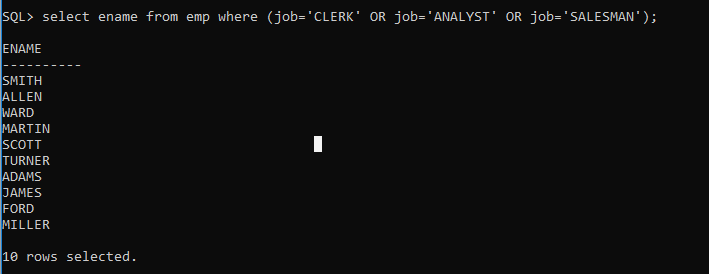 SQL> select ename from emp where (job='CLERK' OR job='ANALYST' OR job='SALESMAN');
ENAME
----------
SMITH
ALLEN
WARD
MARTIN
SCOTT
TURNER
ADAMS
JAMES
FORD
MILLER
10 rows selected.